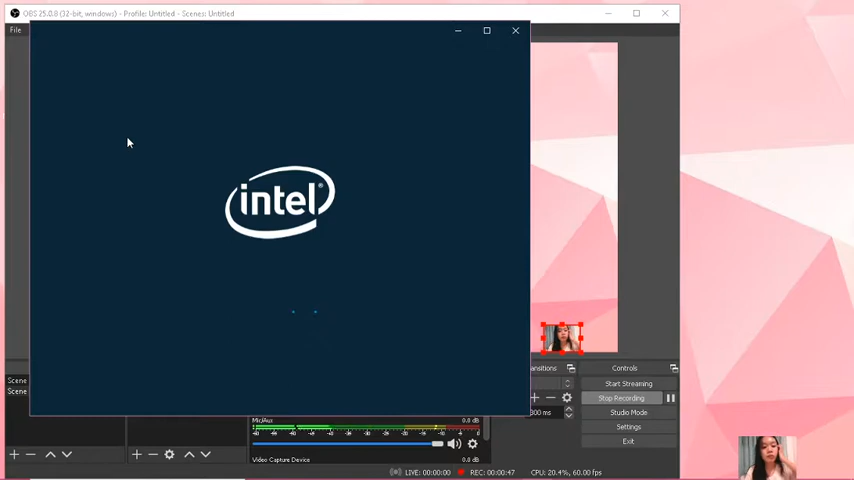 OBS 25.0.8 (32-bit, windows) - Profile: Untitled - Scenes: Untitled
File
intel®
Scene
Scene
Mic/Aux
0.0 dB
Video Capture Device
0.0 dB
300 ms
Controls
Start Streaming
Stop Recording
Studio Mode
Settings
Exit
LIVE: 00:00:00
REC: 00:00:47
CPU: 20.4%, 60.00 fps